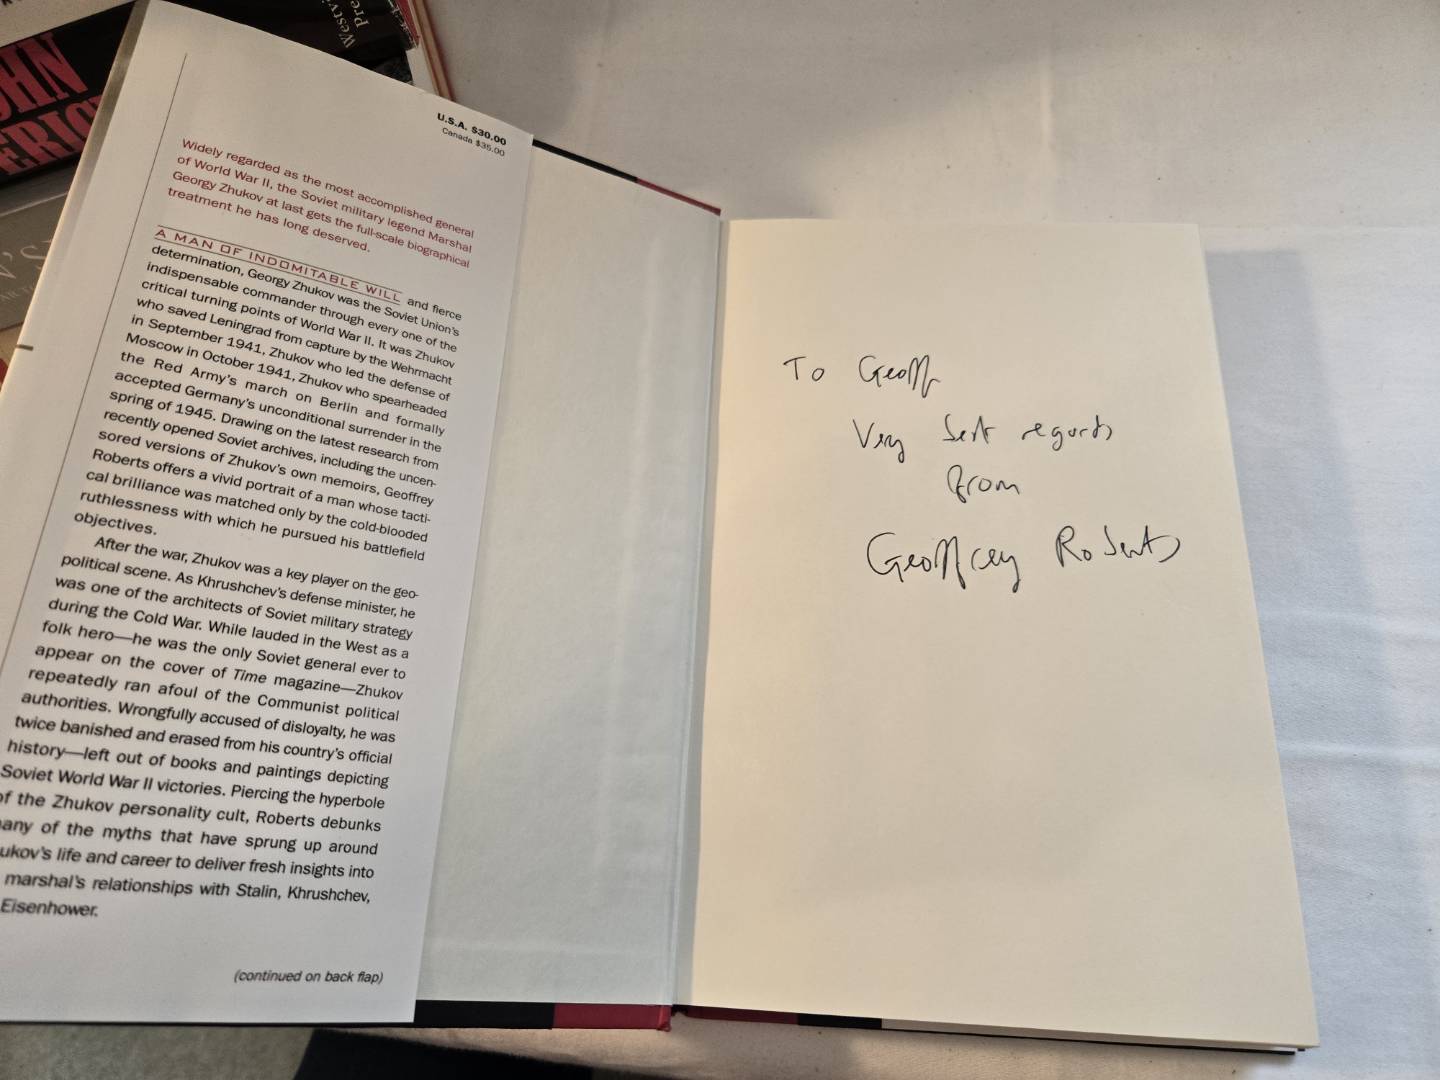 Westvi
Pre
OHN
ERIC
V'S
AR
U.S.A. $30.00
Canada $35.00
Widely regarded as the most accomplished general
of World War II, the Soviet military legend Marshal
Georgy Zhukov at last gets the full-scale biographical
treatment he has long deserved.
A MAN OF INDOMITABLE WILL and fierce
determination, Georgy Zhukov was the Soviet Union's
indispensable commander through every one of the
critical turning points of World War II. It was Zhukov
who saved Leningrad from capture by the Wehrmacht
in September 1941, Zhukov who led the defense of
Moscow in October 1941, Zhukov who spearheaded
the Red Army's march on Berlin and formally
accepted Germany's unconditional surrender in the
spring of 1945. Drawing on the latest research from
recently opened Soviet archives, including the uncen-
sored versions of Zhukov's own memoirs, Geoffrey
Roberts offers a vivid portrait of a man whose tacti-
cal brilliance was matched only by the cold-blooded
ruthlessness with which he pursued his battlefield
objectives.
After the war, Zhukov was a key player on the geo-
political scene. As Khrushchev's defense minister, he
was one of the architects of Soviet military strategy
during the Cold War. While lauded in the West as a
folk hero—he was the only Soviet general ever to
appear on the cover of Time magazine—Zhukov
repeatedly ran afoul of the Communist political
authorities. Wrongfully accused of disloyalty, he was
twice banished and erased from his country's official
history—left out of books and paintings depicting
Soviet World War II victories. Piercing the hyperbole
of the Zhukov personality cult, Roberts debunks
any of the myths that have sprung up around
ukov's life and career to deliver fresh insights into
marshal's relationships with Stalin, Khrushchev,
Eisenhower.
(continued on back flap)
To Geoff
Very best regards
from
Geoffrey Roberts